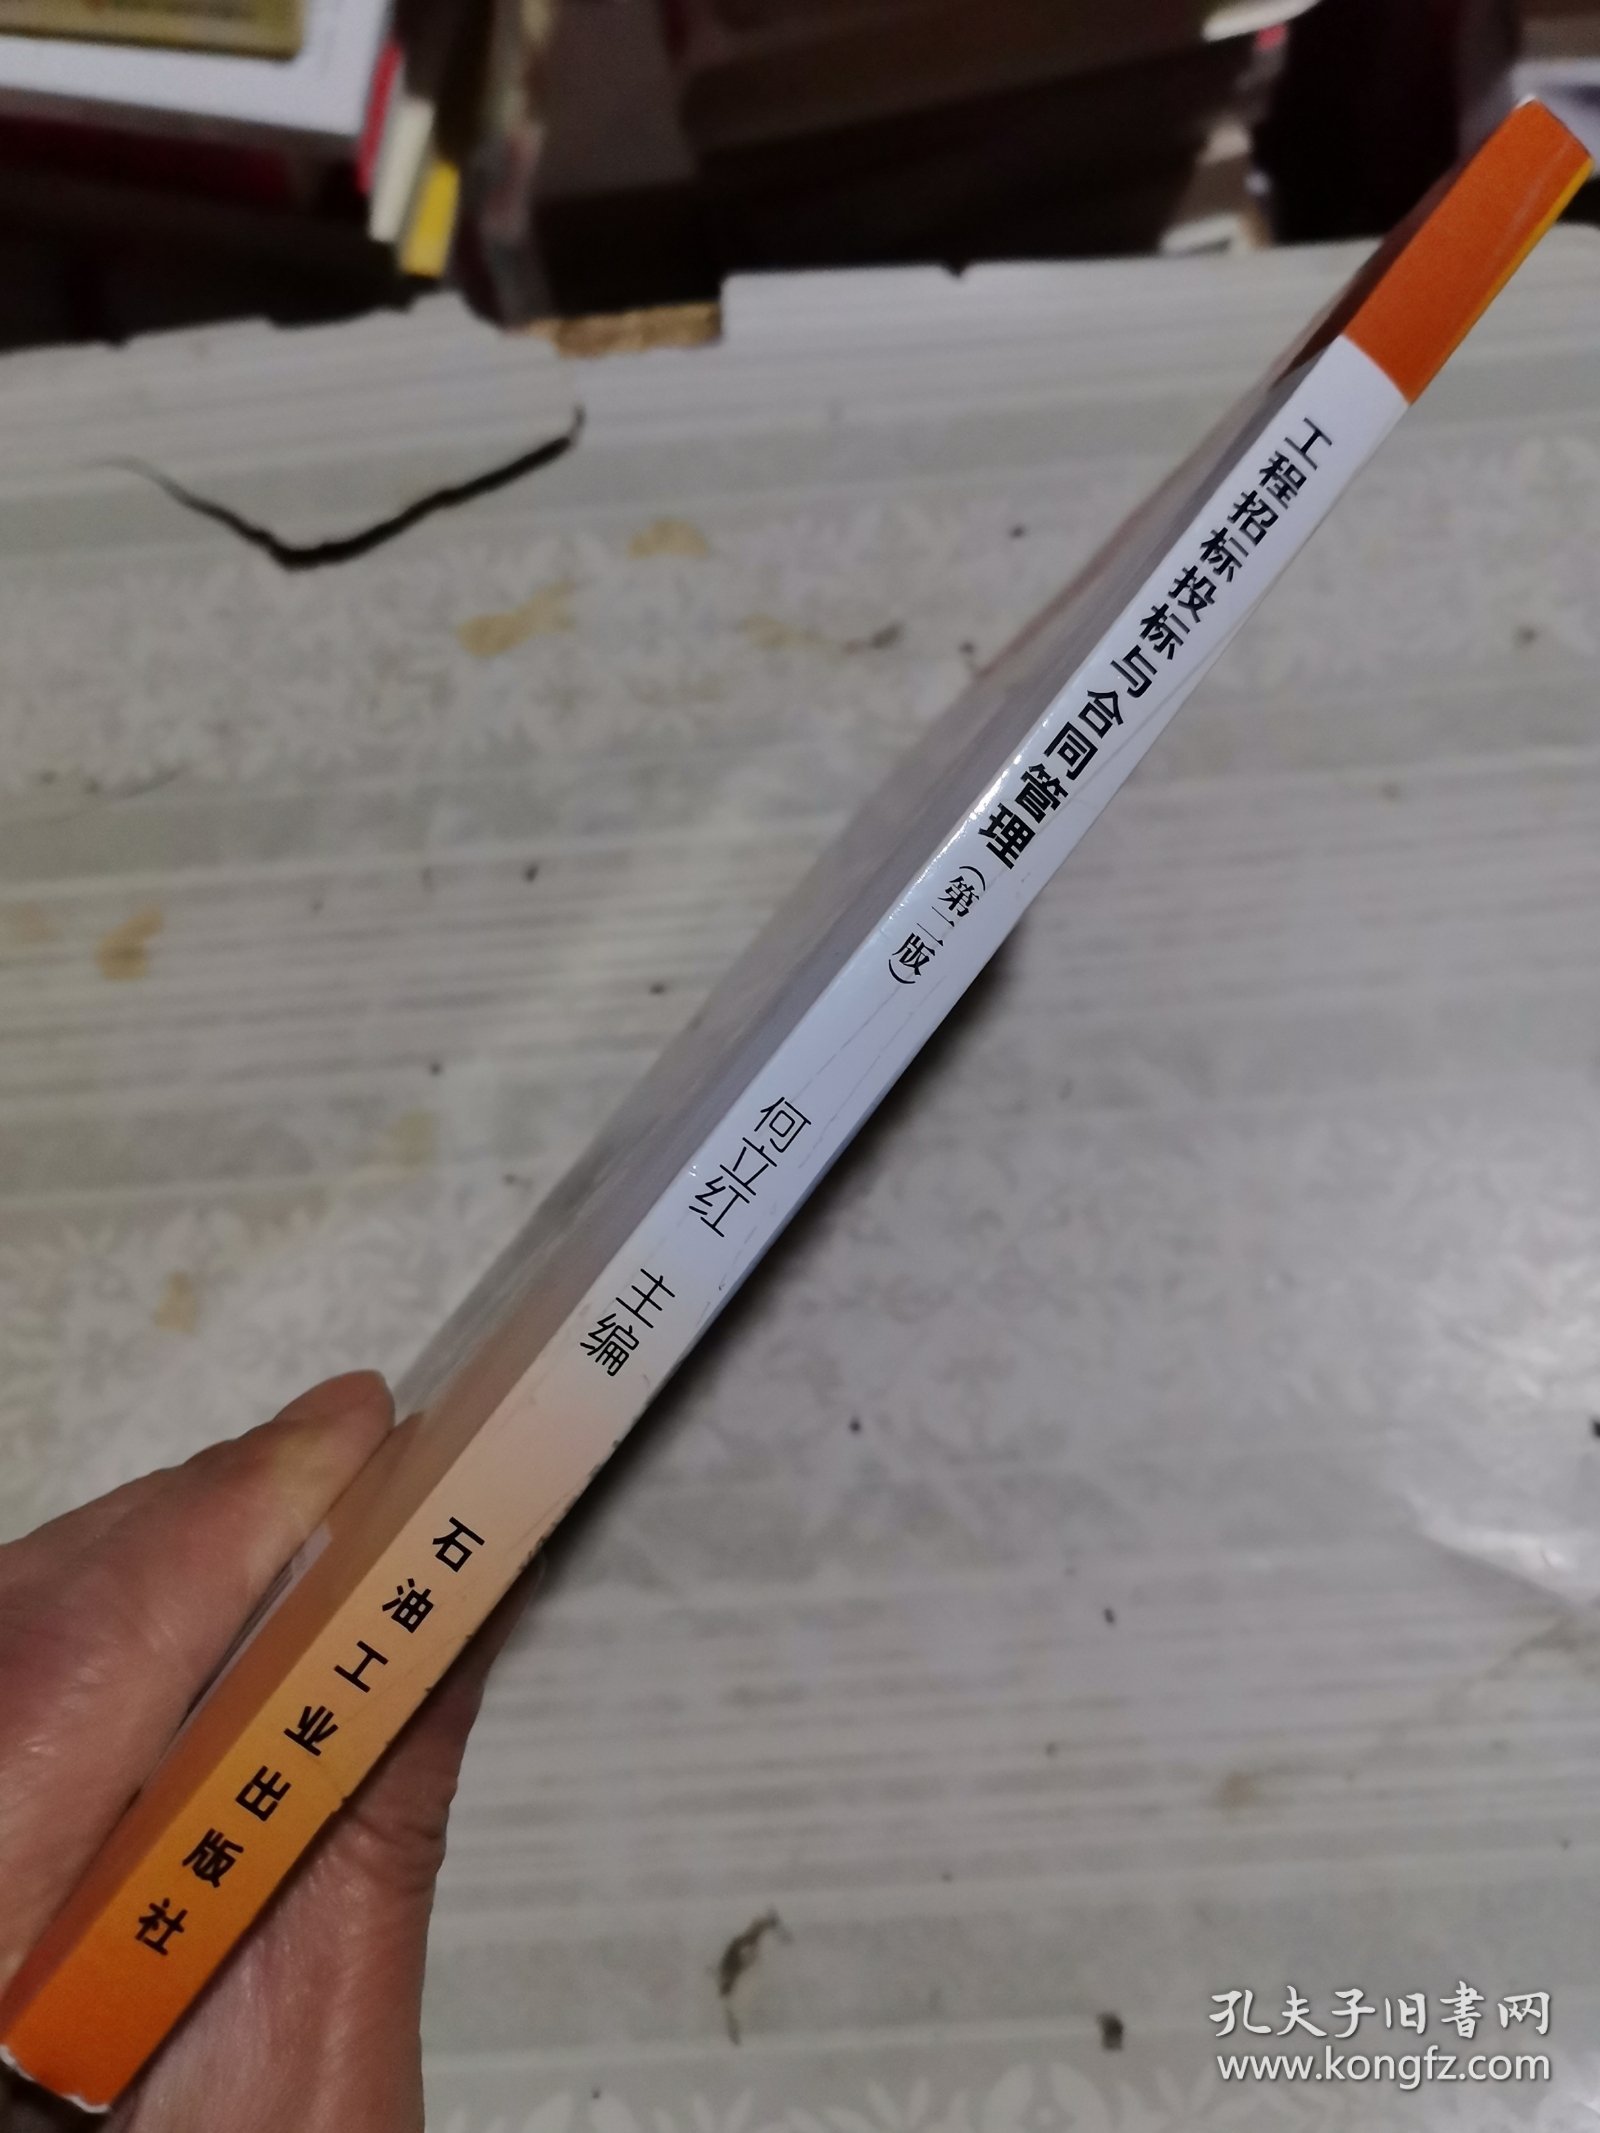 工程招标投标与合同管理（第二版）
何立红 主编
石油工业出版社
孔夫子旧书网
www.kongfz.com